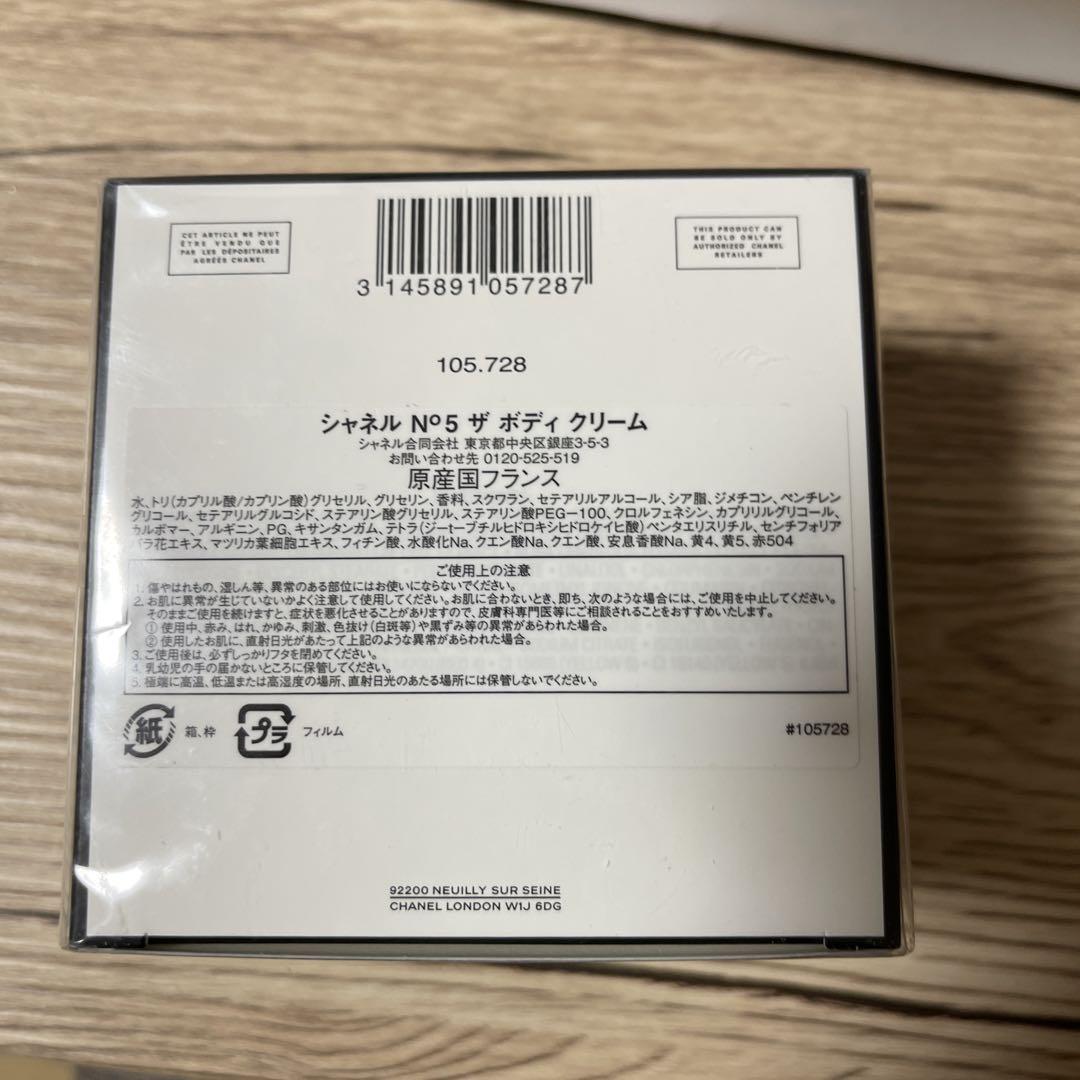 CET ARTICLE NE PEUT
ÊTRE VENDU QUE
PAR LES DÉPOSITAIRES
AGRÉÉS CHANEL
3 145891 057287
THIS PRODUCT CAN
BE SOLD ONLY BY
AUTHORIZED CHANEL
RETAILERS
105.728
シャネル Nº5 ザ ボディ クリーム
シャネル合同会社 東京都中央区銀座3-5-3
お問い合わせ先 0120-525-519
原産国フランス
水、トリ(カプリル酸/カプリン酸)グリセリル、グリセリン、香料、スクワラン、セテアリルアルコール、シア脂、ジメチコン、ペンチレン
グリコール、セテアリルグルコシド、ステアリン酸グリセリル、ステアリン酸PEG-100、クロルフェネシン、カプリリルグリコール、
カルボマー、アルギニン、PG、キサンタンガム、テトラ(ジ-t-ブチルヒドロキシヒドロケイヒ酸)ペンタエリスリチル、センチフォリア
バラ花エキス、マツリカ葉細胞エキス、フィチン酸、水酸化Na、クエン酸Na、クエン酸、安息香酸Na、黄4、黄5、赤504
ご使用上の注意
1. 傷やはれもの、湿しん等、異常のある部位にはお使いにならないでください。
2. お肌に異常が生じていないかよく注意して使用してください。お肌に合わないとき、即ち、次のような場合には、ご使用を中止してください。
そのままご使用を続けますと、症状を悪化させることがありますので、皮膚科専門医等にご相談されることをおすすめいたします。
① 使用中、赤み、はれ、かゆみ、刺激、色抜け(白斑等)や黒ずみ等の異常があらわれた場合。
② 使用したお肌に、直射日光があたって上記のような異常があらわれた場合。
3. ご使用後は、必ずしっかりフタを閉めてください。
4. 乳幼児の手の届かないところに保管してください。
5. 極端に高温、低温または高湿度の場所、直射日光のあたる場所には保管しないでください。
紙 箱、枠 プラ フィルム #105728
92200 NEUILLY SUR SEINE
CHANEL LONDON W1J 6DG